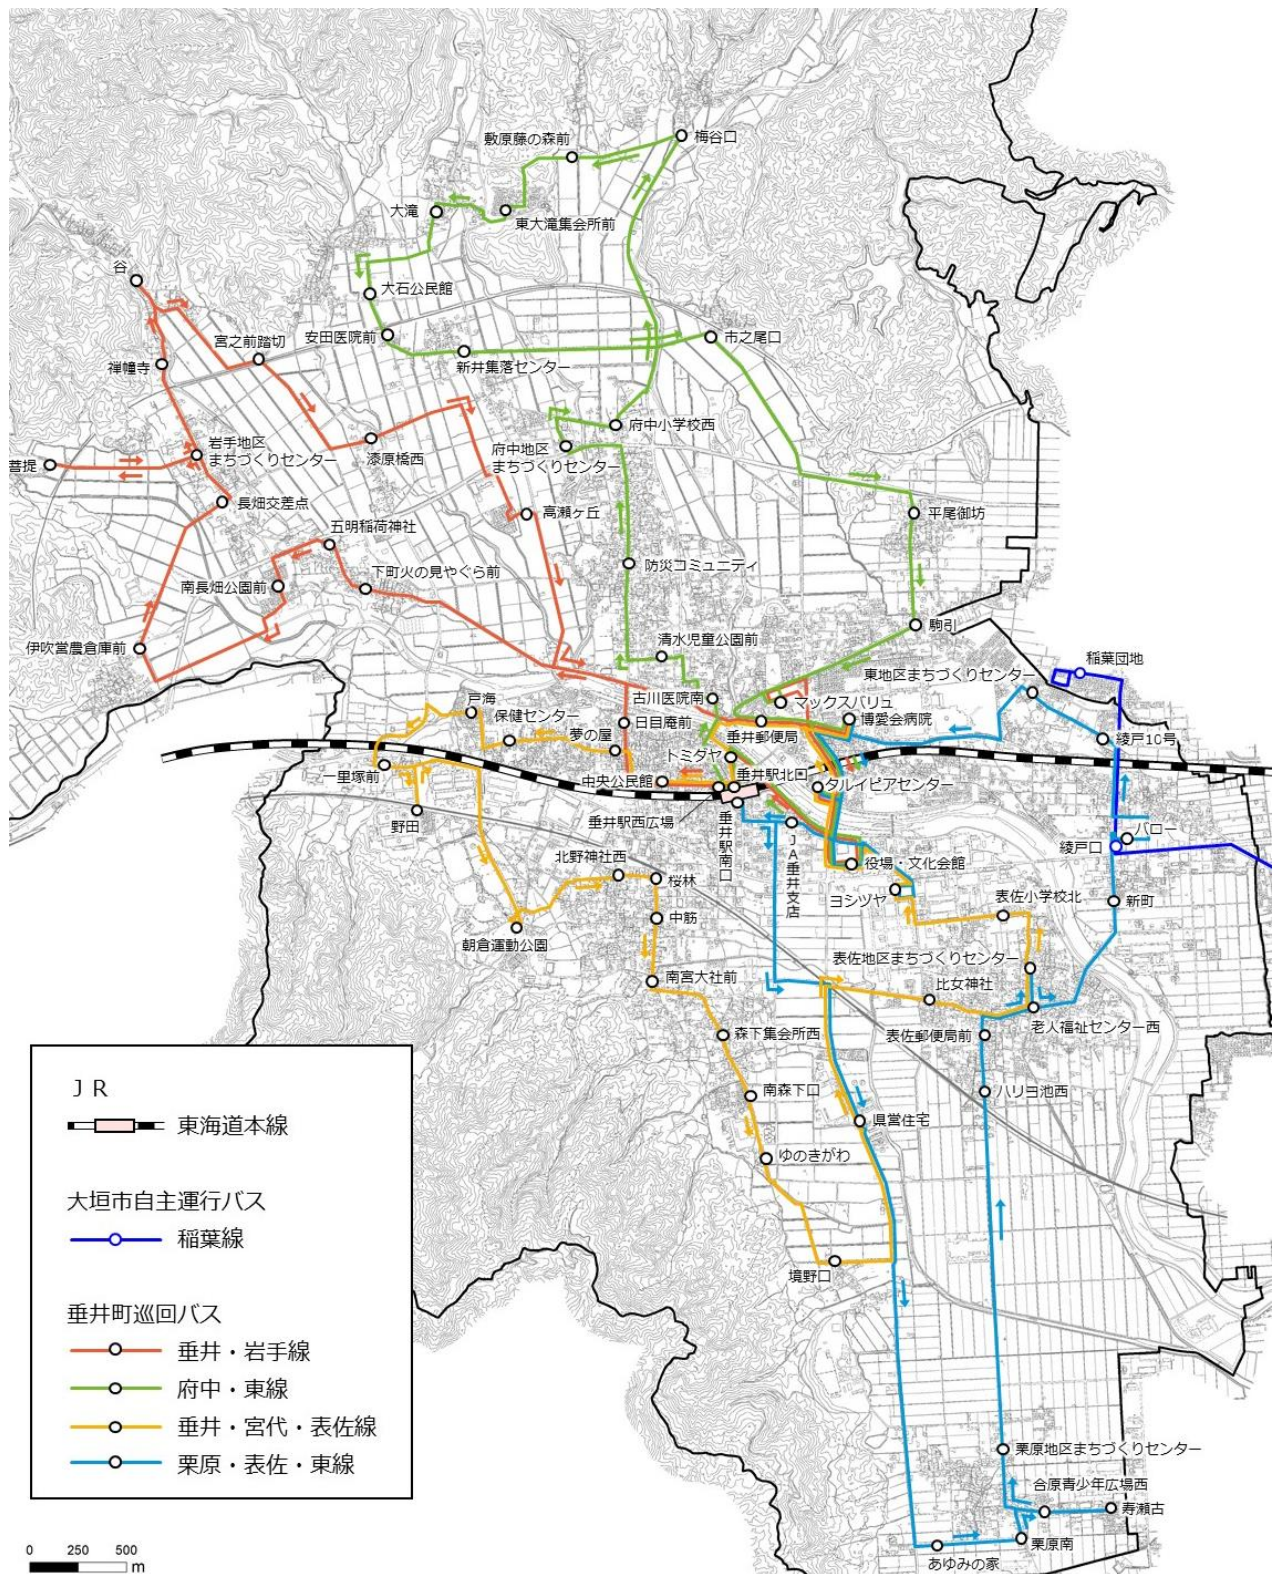 敷原藤の森前
梅谷口
大滝
東大滝集会所前
谷
大石公民館
安田医院前
市之尾口
宮之前踏切
新井集落センター
禅幢寺
府中小学校西
漆原橋西
府中地区
まちづくりセンター
岩手地区
まちづくりセンター
菩提
長畑交差点
高瀬ヶ丘
平尾御坊
五明稲荷神社
下町火の見やぐら前
防災コミュニティ
南長畑公園前
駒引
伊吹営農倉庫前
清水児童公園前
稲葉団地
東地区まちづくりセンター
古川医院南
マックスバリュ
戸海
保健センター
日目庵前
博愛会病院
垂井郵便局
綾戸10号
夢の屋
トミダヤ
一里塚前
中央公民館
垂井駅北口
タルイピアセンター
野田
垂井駅西広場
垂井駅南口
JA垂井支店
バロー
綾戸口
北野神社西
桜林
役場・文化会館
ヨシヅヤ
表佐小学校北
新町
中筋
朝倉運動公園
表佐地区まちづくりセンター
南宮大社前
比女神社
老人福祉センター西
森下集会所西
表佐郵便局前
南森下口
ハリヨ池西
県営住宅
ゆのきがわ
境野口
栗原地区まちづくりセンター
合原青少年広場西
寿瀬古
栗原南
あゆみの家
ＪＲ
東海道本線
大垣市自主運行バス
稲葉線
垂井町巡回バス
垂井・岩手線
府中・東線
垂井・宮代・表佐線
栗原・表佐・東線
0 250 500
m